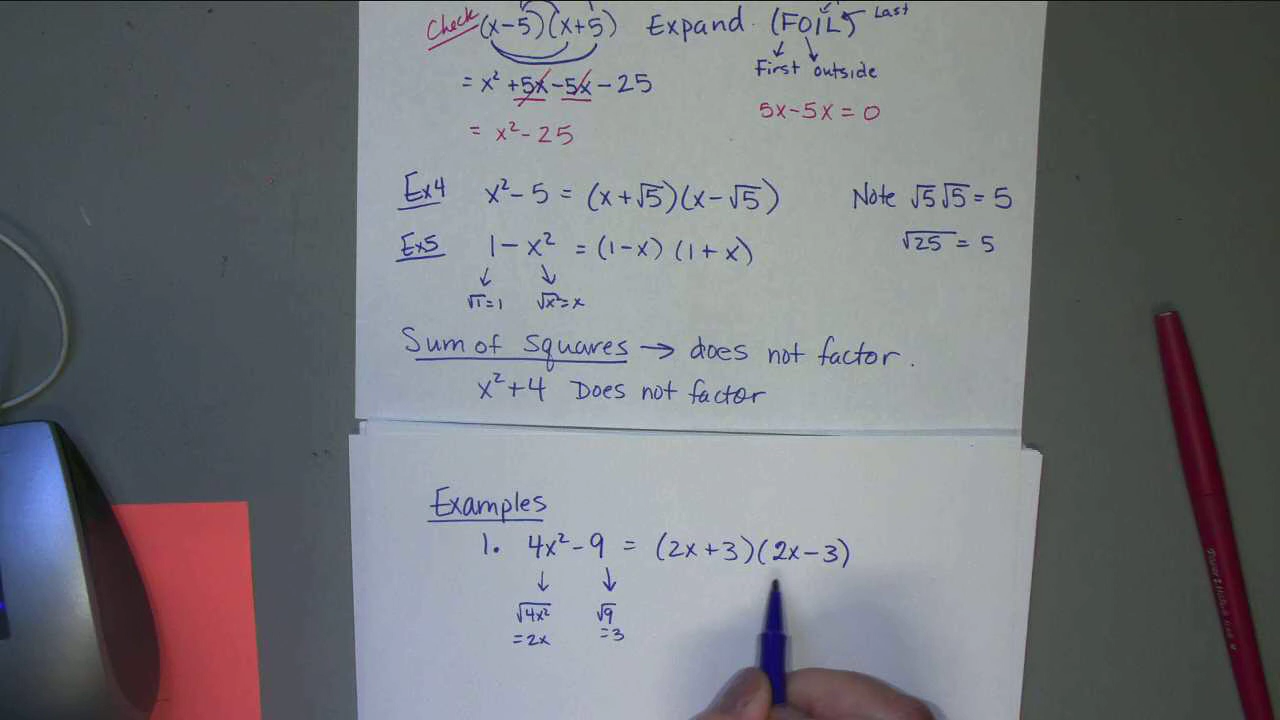 Check (x-5)(x+5) Expand (FOIL) Last
First outside
= x² +5x-5x-25
5x-5x=0
= x²-25
Ex4 x²-5 = (x+√5)(x-√5) Note √5√5=5
√25 = 5
Ex5 1-x² = (1-x)(1+x)
√1=1 √x²=x
Sum of Squares → does not factor.
x²+4 Does not factor
Examples
1. 4x²-9 = (2x+3)(2x-3)
√4x² √9
=2x =3